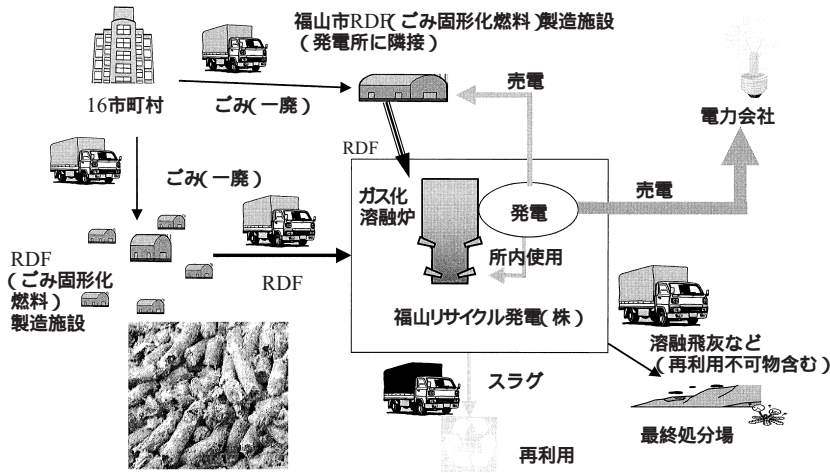 福山市RDF(ごみ固形化燃料)製造施設
(発電所に隣接)
16市町村
ごみ(一廃)
売電
電力会社
RDF
ごみ(一廃)
ガス化
溶融炉
発電
売電
所内使用
RDF
(ごみ固形化
燃料)
製造施設
RDF
福山リサイクル発電(株)
溶融飛灰など
(再利用不可物含む)
スラグ
再利用
最終処分場